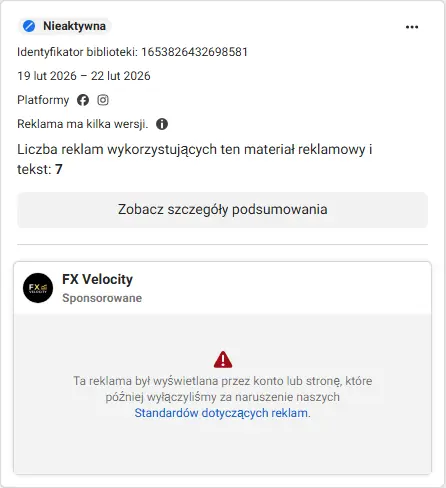 Nieaktywna
Identyfikator biblioteki: 1653826432698581
19 lut 2026 – 22 lut 2026
Platformy
Reklama ma kilka wersji.
Liczba reklam wykorzystujących ten materiał reklamowy i
tekst: 7
Zobacz szczegóły podsumowania
FX
VELOCITY
FX Velocity
Sponsorowane
Ta reklama był wyświetlana przez konto lub stronę, które
później wyłączyliśmy za naruszenie naszych
Standardów dotyczących reklam.